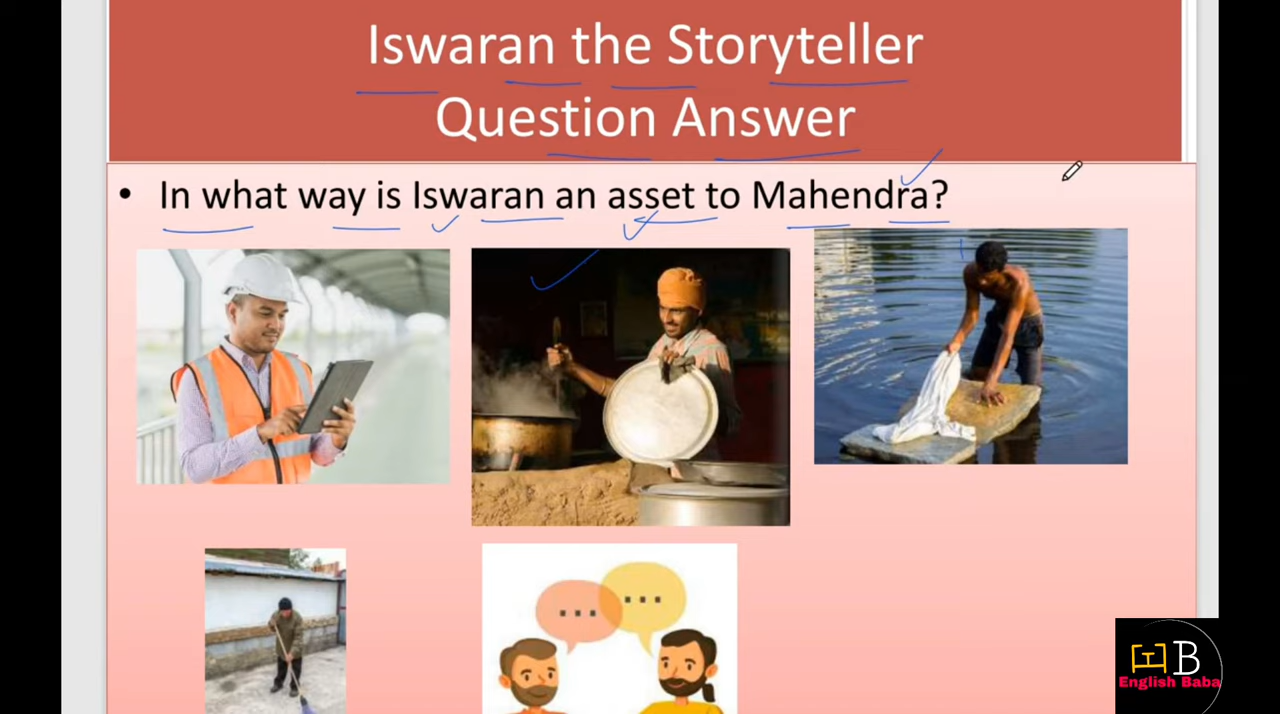 Iswaran the Storyteller
Question Answer
• In what way is Iswaran an asset to Mahendra?
B
English Baba